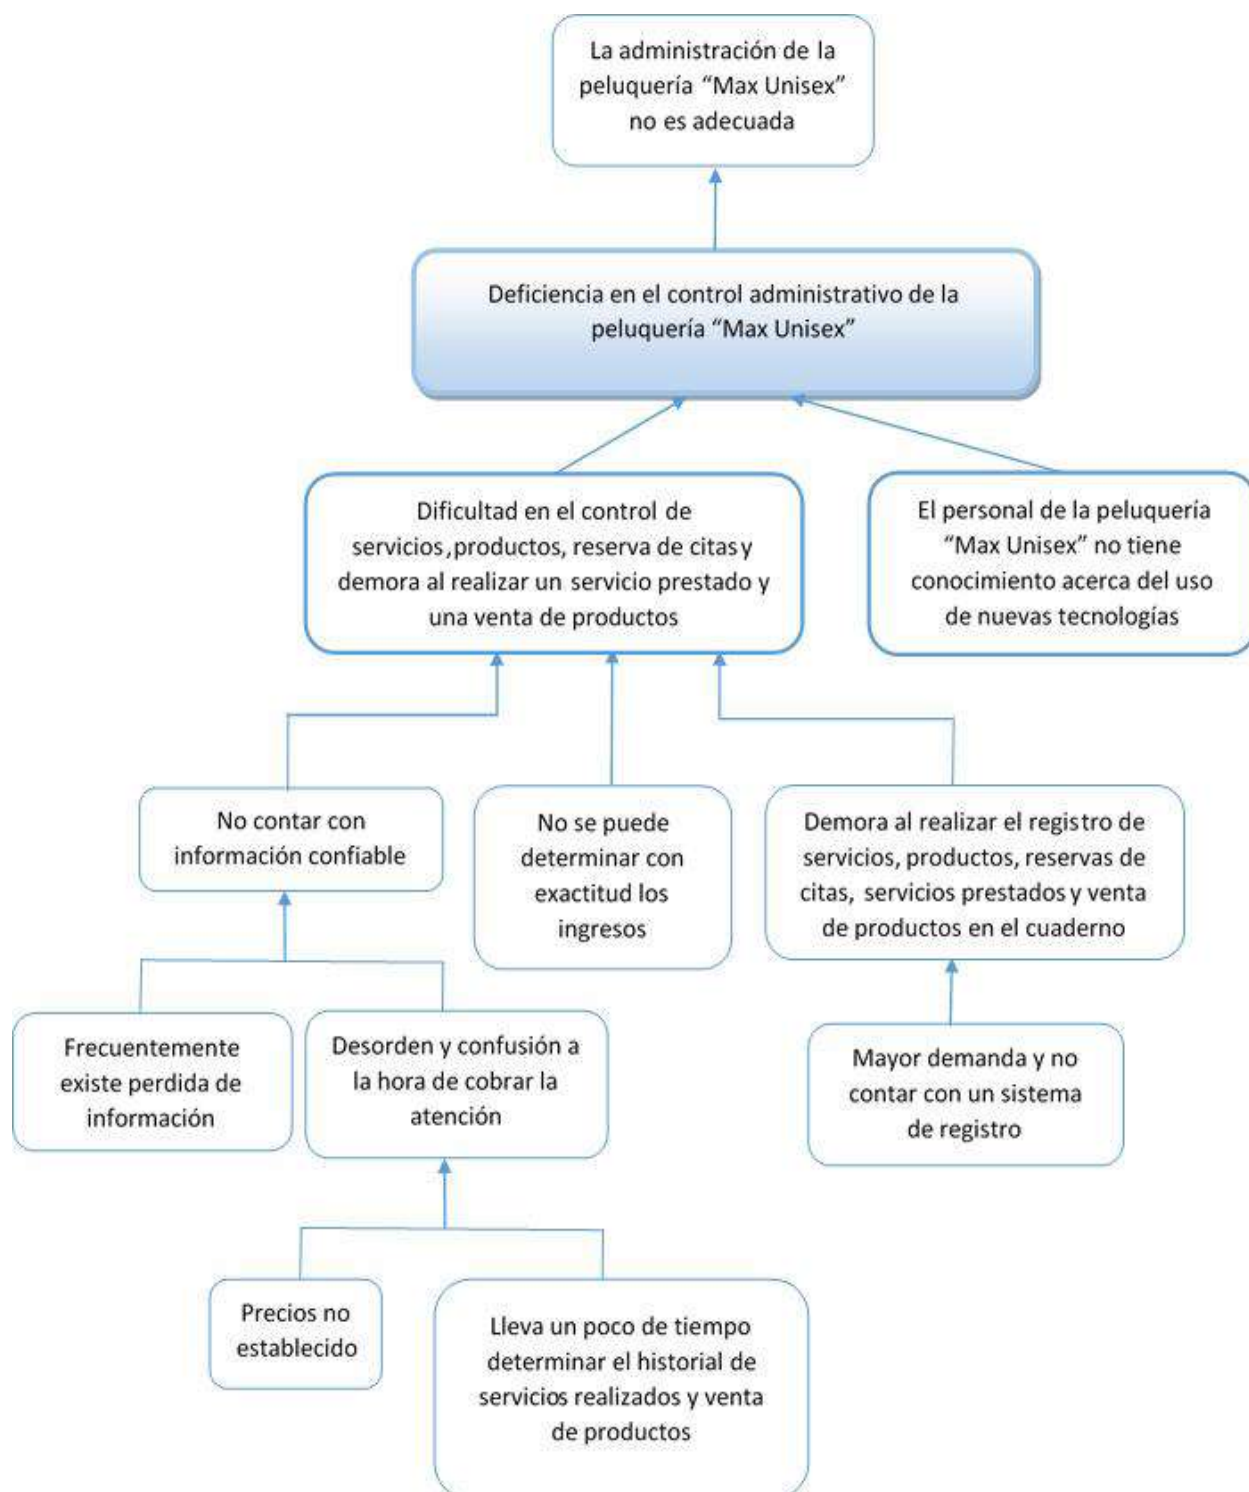 La administración de la
peluquería “Max Unisex”
no es adecuada
Deficiencia en el control administrativo de la
peluquería “Max Unisex”
Dificultad en el control de
servicios,productos, reserva de citas y
demora al realizar un servicio prestado y
una venta de productos
El personal de la peluquería
“Max Unisex” no tiene
conocimiento acerca del uso
de nuevas tecnologías
No contar con
información confiable
No se puede
determinar con
exactitud los
ingresos
Demora al realizar el registro de
servicios, productos, reservas de
citas, servicios prestados y venta
de productos en el cuaderno
Frecuentemente
existe perdida de
información
Desorden y confusión a
la hora de cobrar la
atención
Mayor demanda y no
contar con un sistema
de registro
Precios no
establecido
Lleva un poco de tiempo
determinar el historial de
servicios realizados y venta
de productos